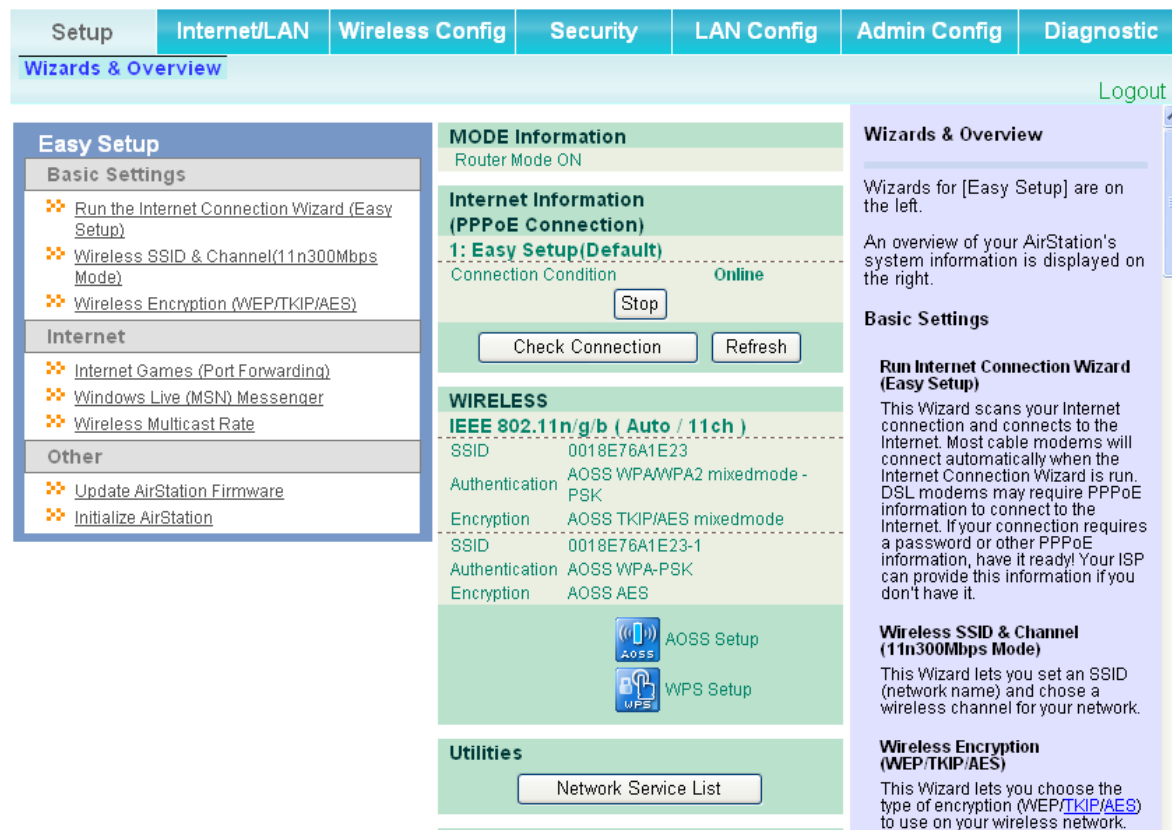 Setup
Internet/LAN
Wireless Config
Security
LAN Config
Admin Config
Diagnostic
Wizards & Overview
Logout
Easy Setup
Basic Settings
Run the Internet Connection Wizard (Easy
Setup)
Wireless SSID & Channel(11n300Mbps
Mode)
Wireless Encryption (WEP/TKIP/AES)
Internet
Internet Games (Port Forwarding)
Windows Live (MSN) Messenger
Wireless Multicast Rate
Other
Update AirStation Firmware
Initialize AirStation
MODE Information
Router Mode ON
Internet Information
(PPPoE Connection)
1: Easy Setup(Default)
Connection Condition Online
Stop
Check Connection Refresh
WIRELESS
IEEE 802.11n/g/b ( Auto / 11ch )
SSID 0018E76A1E23
Authentication AOSS WPA/WPA2 mixedmode -
PSK
Encryption AOSS TKIP/AES mixedmode
SSID 0018E76A1E23-1
Authentication AOSS WPA-PSK
Encryption AOSS AES
AOSS
AOSS Setup
WPS
WPS Setup
Utilities
Network Service List
Wizards & Overview
Wizards for [Easy Setup] are on
the left.
An overview of your AirStation's
system information is displayed on
the right.
Basic Settings
Run Internet Connection Wizard
(Easy Setup)
This Wizard scans your Internet
connection and connects to the
Internet. Most cable modems will
connect automatically when the
Internet Connection Wizard is run.
DSL modems may require PPPoE
information to connect to the
Internet. If your connection requires
a password or other PPPoE
information, have it ready! Your ISP
can provide this information if you
don't have it.
Wireless SSID & Channel
(11n300Mbps Mode)
This Wizard lets you set an SSID
(network name) and chose a
wireless channel for your network.
Wireless Encryption
(WEP/TKIP/AES)
This Wizard lets you choose the
type of encryption (WEP/TKIP/AES)
to use on your wireless network.